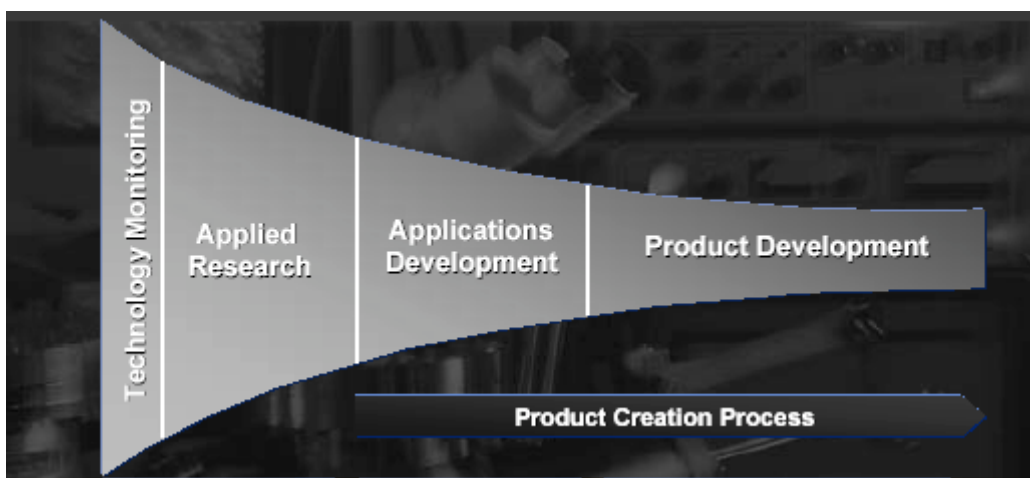 Technology Monitoring
Applied
Research
Applications
Development
Product Development
Product Creation Process